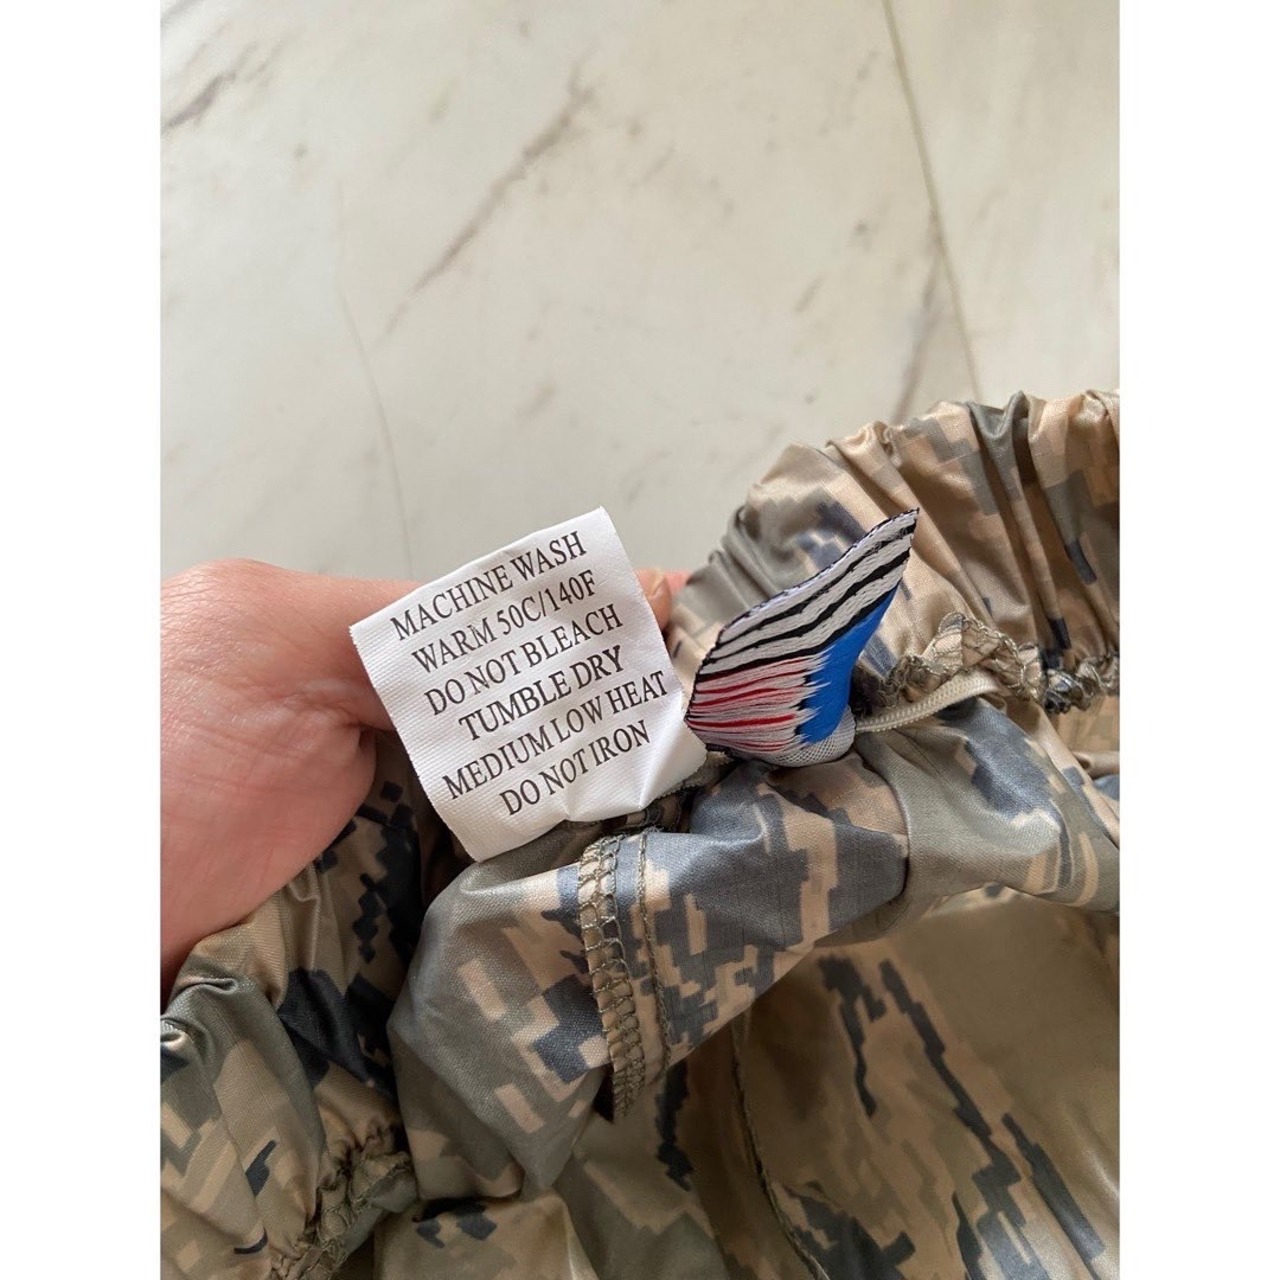 MACHINE WASH
WARM 50C/140F
DO NOT BLEACH
TUMBLE DRY
MEDIUM LOW HEAT
DO NOT IRON